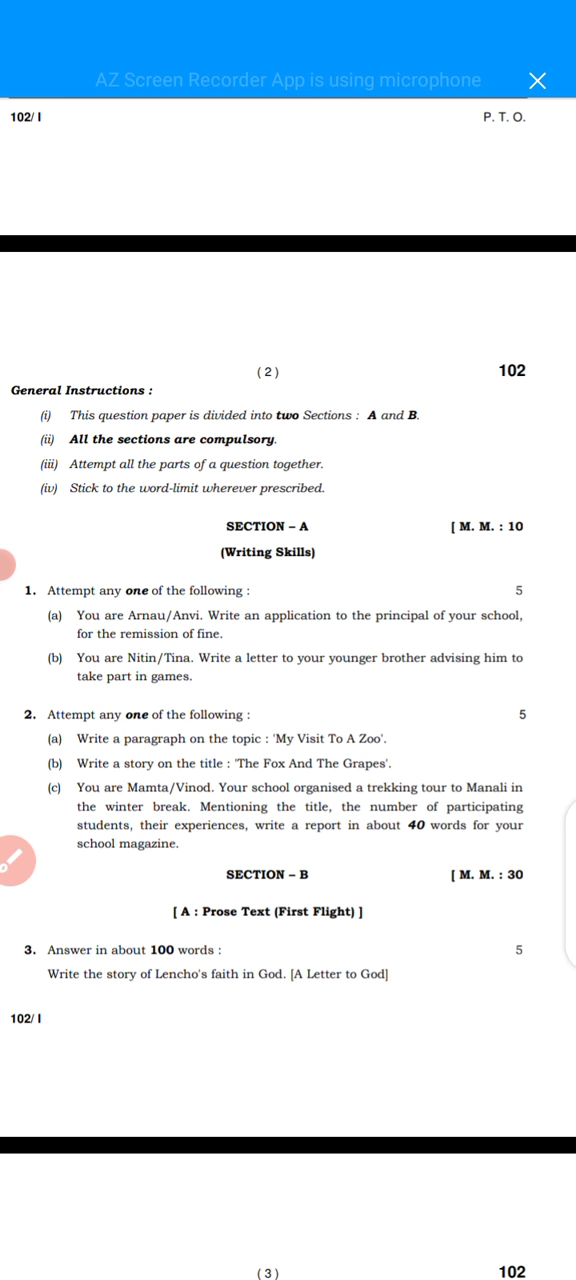 AZ Screen Recorder App is using microphone
102/ I P. T. O.
( 2 ) 102
General Instructions :
(i) This question paper is divided into two Sections : A and B.
(ii) All the sections are compulsory.
(iii) Attempt all the parts of a question together.
(iv) Stick to the word-limit wherever prescribed.
SECTION – A [ M. M. : 10
(Writing Skills)
1. Attempt any one of the following : 5
(a) You are Arnau/Anvi. Write an application to the principal of your school,
for the remission of fine.
(b) You are Nitin/Tina. Write a letter to your younger brother advising him to
take part in games.
2. Attempt any one of the following : 5
(a) Write a paragraph on the topic : 'My Visit To A Zoo'.
(b) Write a story on the title : 'The Fox And The Grapes'.
(c) You are Mamta/Vinod. Your school organised a trekking tour to Manali in
the winter break. Mentioning the title, the number of participating
students, their experiences, write a report in about 40 words for your
school magazine.
SECTION – B [ M. M. : 30
[ A : Prose Text (First Flight) ]
3. Answer in about 100 words : 5
Write the story of Lencho's faith in God. [A Letter to God]
102/ I
( 3 ) 102